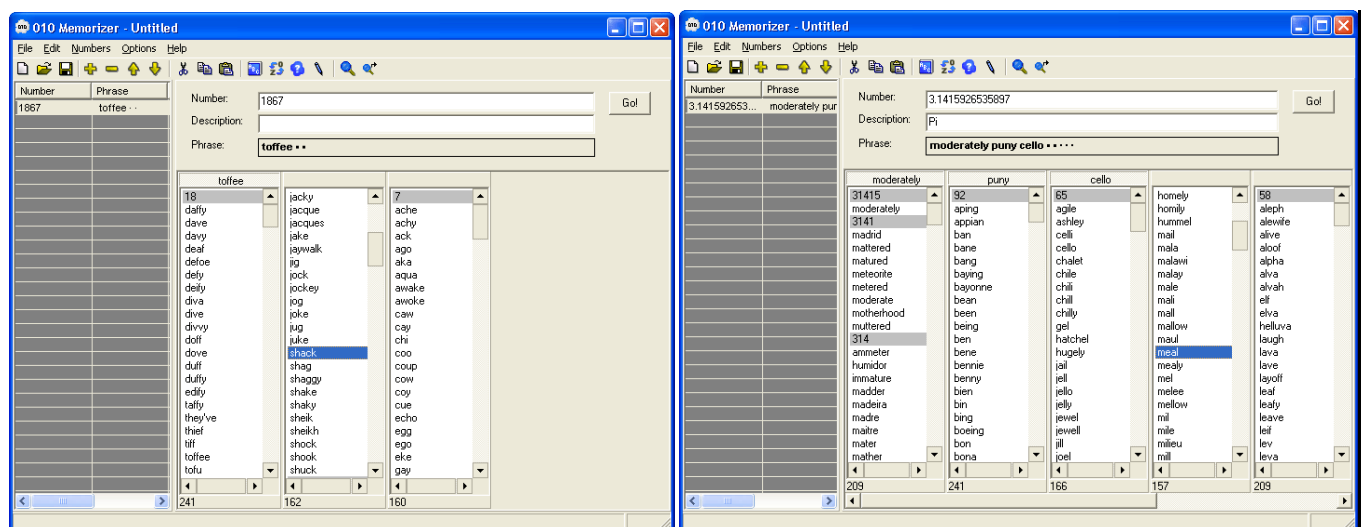 010 Memorizer - Untitled
File Edit Numbers Options Help
Number Phrase
1867 toffee · ·
Number: 1867
Go!
Description:
Phrase: toffee · ·
toffee
18
daffy
dave
davy
deaf
defoe
defy
deify
diva
dive
divvy
doff
dove
duff
duffy
edify
taffy
they've
thief
tiff
toffee
tofu
241
jacky
jacque
jacques
jake
jaywalk
jig
jock
jockey
jog
joke
jug
juke
shack
shag
shaggy
shake
shaky
sheik
sheikh
shock
shook
shuck
162
7
ache
achy
ack
ago
aka
aqua
awake
awoke
caw
cay
chi
coo
coup
cow
coy
cue
echo
egg
ego
eke
gay
160
010 Memorizer - Untitled
File Edit Numbers Options Help
Number Phrase
3.141592653... moderately pur
Number: 3.1415926535897
Go!
Description: Pi
Phrase: moderately puny cello · · · · ·
moderately
31415
moderately
3141
madrid
mattered
matured
meteorite
metered
moderate
motherhood
muttered
314
ammeter
humidor
immature
madder
madeira
madre
maitre
mater
mather
209
puny
92
aping
appian
ban
bane
bang
baying
bayonne
bean
been
being
ben
bene
bennie
benny
bien
bin
bing
boeing
bon
bona
241
cello
65
agile
ashley
celli
cello
chalet
chile
chili
chill
chilly
gel
hatchel
hugely
jail
jell
jello
jelly
jewel
jewell
jill
joel
166
homely
homily
hummel
mail
mala
malawi
malay
male
mali
mall
mallow
maul
meal
mealy
mel
melee
mellow
mil
mile
milieu
mill
157
58
aleph
alewife
alive
aloof
alpha
alva
alvah
elf
elva
helluva
laugh
lava
lave
layoff
leaf
leafy
leave
leif
lev
leva
209